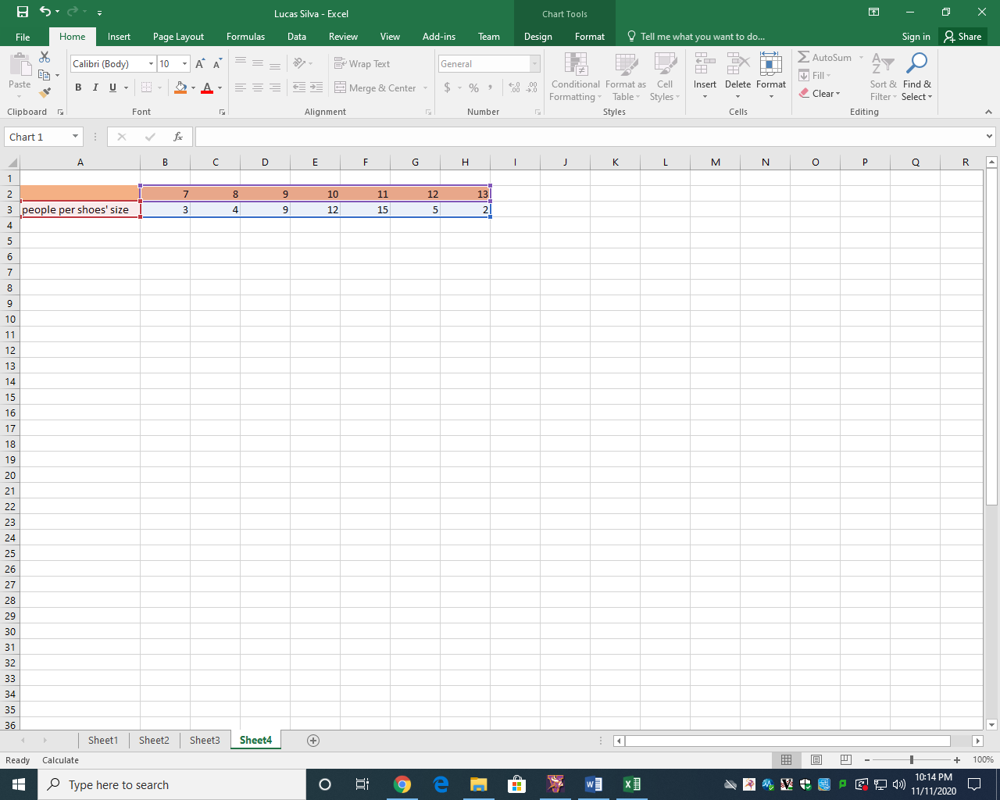 Lucas Silva - Excel
Chart Tools
File Home Insert Page Layout Formulas Data Review View Add-ins Team Design Format Tell me what you want to do... Sign in Share
Paste
Clipboard
Calibri (Body) 10
B I U
Font
Wrap Text
Merge & Center
Alignment
General
$ % ,
Number
Conditional Formatting
Format as Table
Cell Styles
Styles
Insert Delete Format
Cells
AutoSum
Fill
Clear
Sort & Filter
Find & Select
Editing
Chart 1
fx
A B C D E F G H I J K L M N O P Q R
1
2 7 8 9 10 11 12 13
3 people per shoes' size 3 4 9 12 15 5 2
4
5
6
7
8
9
10
11
12
13
14
15
16
17
18
19
20
21
22
23
24
25
26
27
28
29
30
31
32
33
34
35
36
Sheet1 Sheet2 Sheet3 Sheet4
Ready Calculate 100%
Type here to search
10:14 PM
11/11/2020